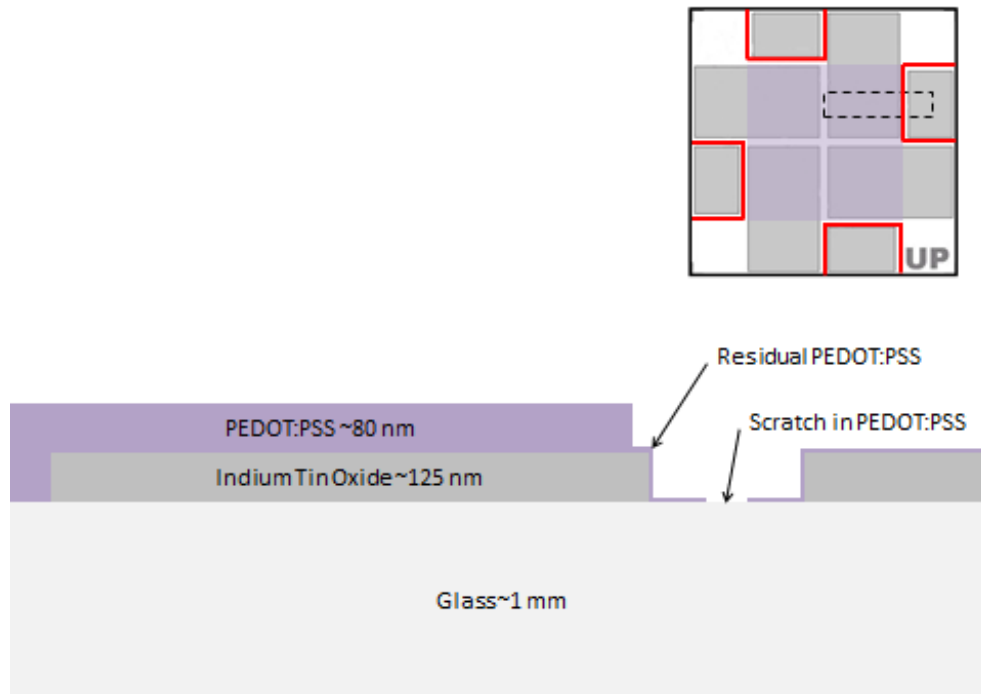 UP
Residual PEDOT:PSS
Scratch in PEDOT:PSS
PEDOT:PSS ~80 nm
Indium Tin Oxide~125 nm
Glass~1 mm